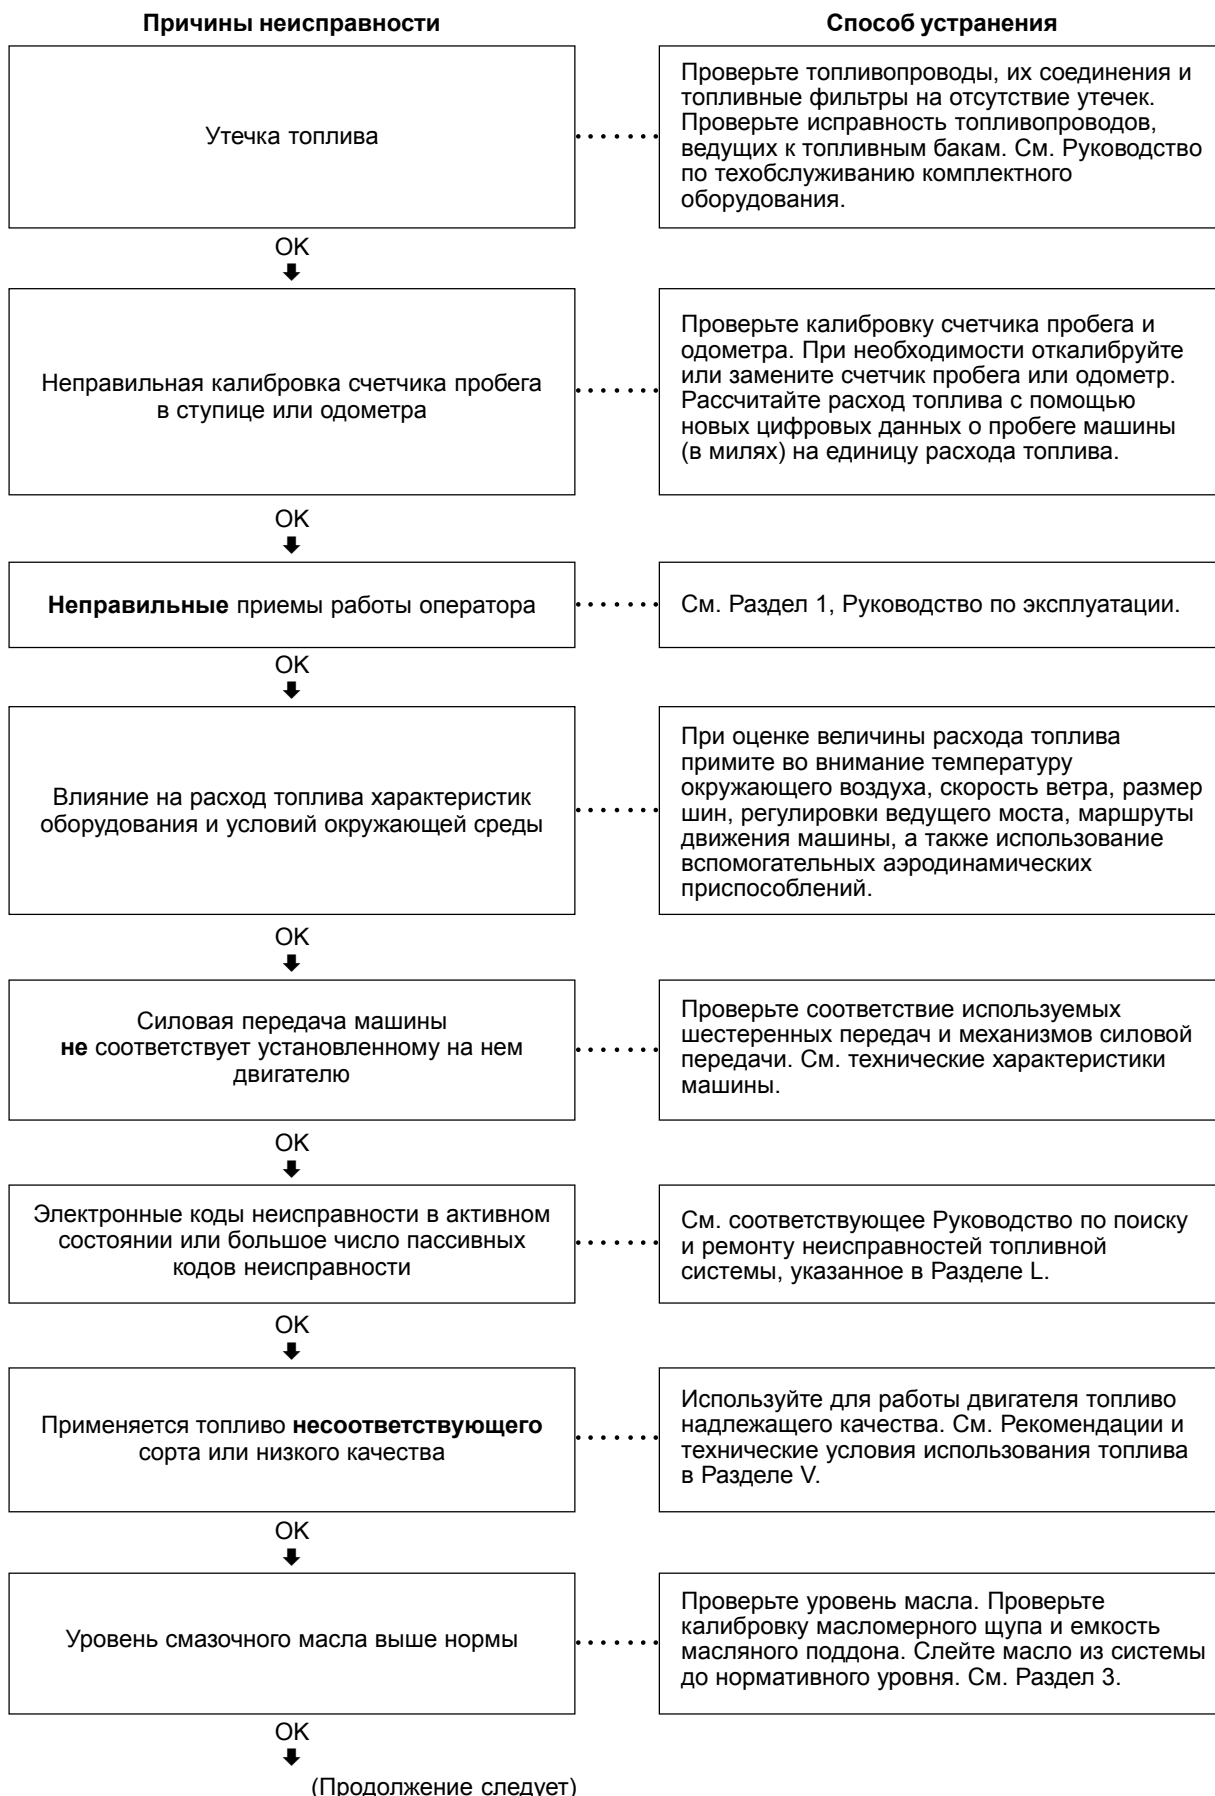 Причины неисправности
Способ устранения
Утечка топлива
Проверьте топливопроводы, их соединения и
топливные фильтры на отсутствие утечек.
Проверьте исправность топливопроводов,
ведущих к топливным бакам. См. Руководство
по техобслуживанию комплектного
оборудования.
OK
Неправильная калибровка счетчика пробега
в ступице или одометра
Проверьте калибровку счетчика пробега и
одометра. При необходимости откалибруйте
или замените счетчик пробега или одометр.
Рассчитайте расход топлива с помощью
новых цифровых данных о пробеге машины
(в милях) на единицу расхода топлива.
OK
Неправильные приемы работы оператора
См. Раздел 1, Руководство по эксплуатации.
OK
Влияние на расход топлива характеристик
оборудования и условий окружающей среды
При оценке величины расхода топлива
примите во внимание температуру
окружающего воздуха, скорость ветра, размер
шин, регулировки ведущего моста, маршруты
движения машины, а также использование
вспомогательных аэродинамических
приспособлений.
OK
Силовая передача машины
не соответствует установленному на нем
двигателю
Проверьте соответствие используемых
шестеренных передач и механизмов силовой
передачи. См. технические характеристики
машины.
OK
Электронные коды неисправности в активном
состоянии или большое число пассивных
кодов неисправности
См. соответствующее Руководство по поиску
и ремонту неисправностей топливной
системы, указанное в Разделе L.
OK
Применяется топливо несоответствующего
сорта или низкого качества
Используйте для работы двигателя топливо
надлежащего качества. См. Рекомендации и
технические условия использования топлива
в Разделе V.
OK
Уровень смазочного масла выше нормы
Проверьте уровень масла. Проверьте
калибровку масломерного щупа и емкость
масляного поддона. Слейте масло из системы
до нормативного уровня. См. Раздел 3.
OK
(Продолжение следует)